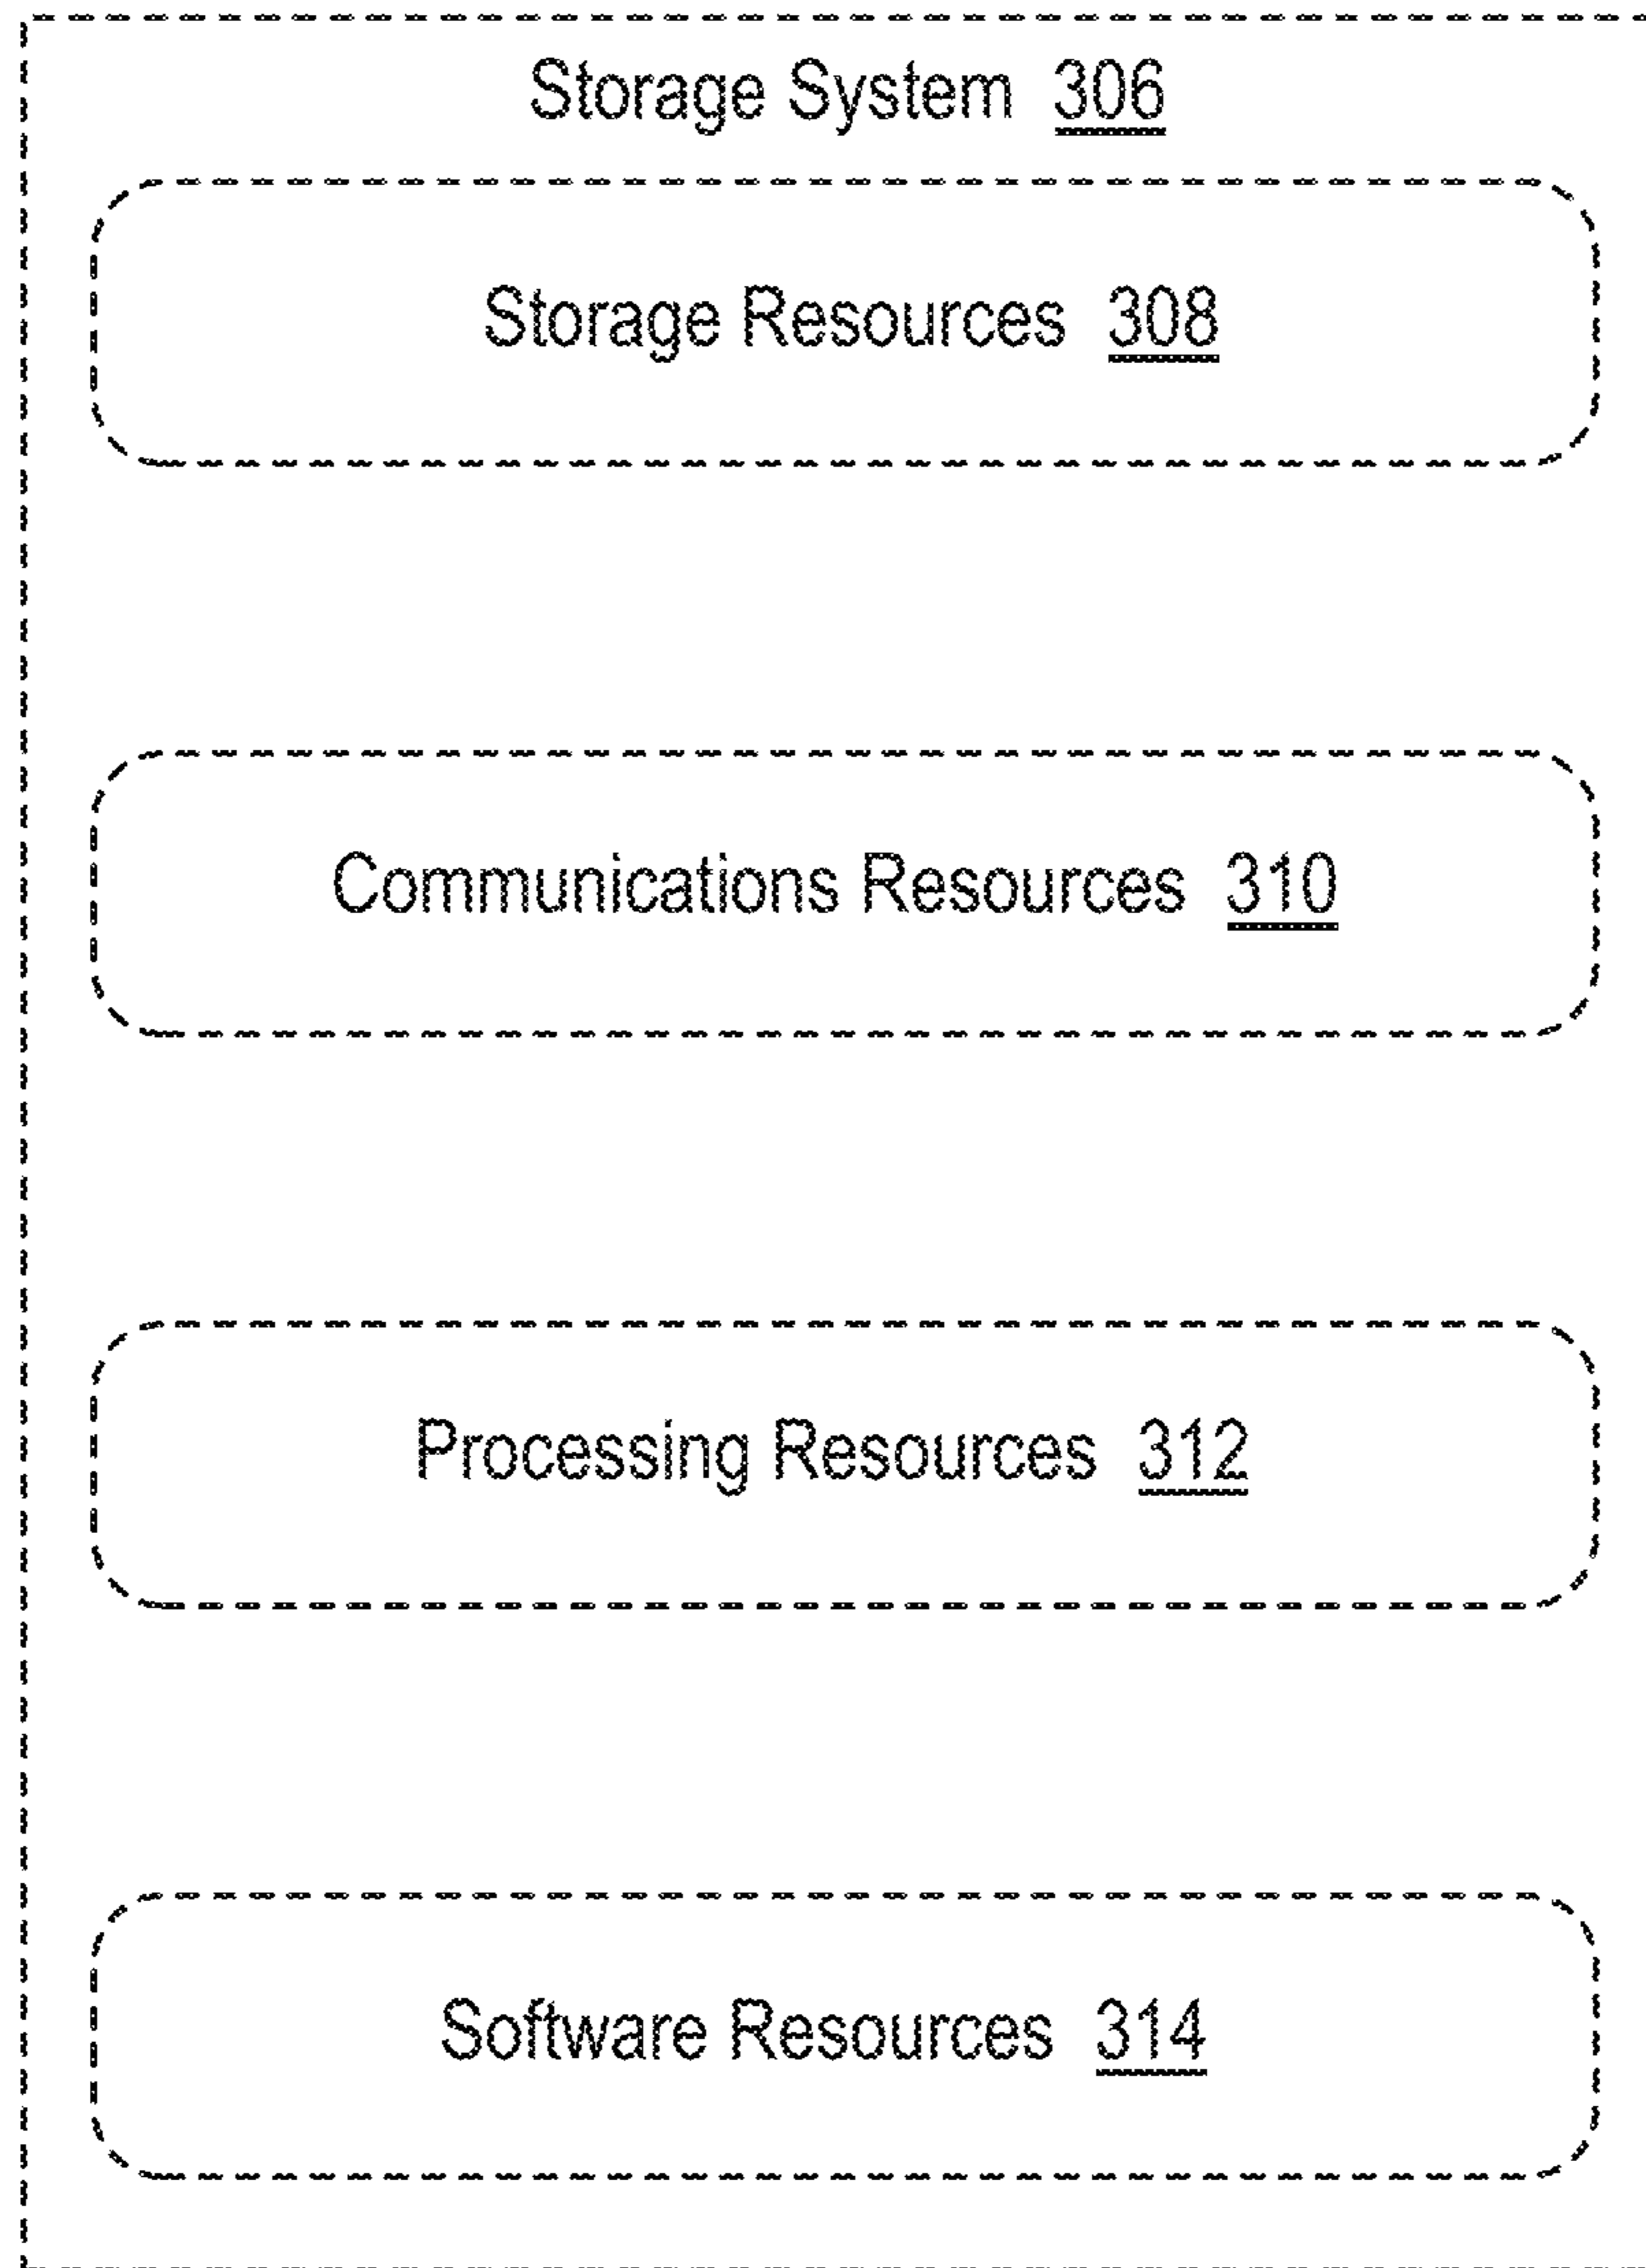 Storage System 306
Storage Resources 308
Communications Resources 310
Processing Resources 312
Software Resources 314